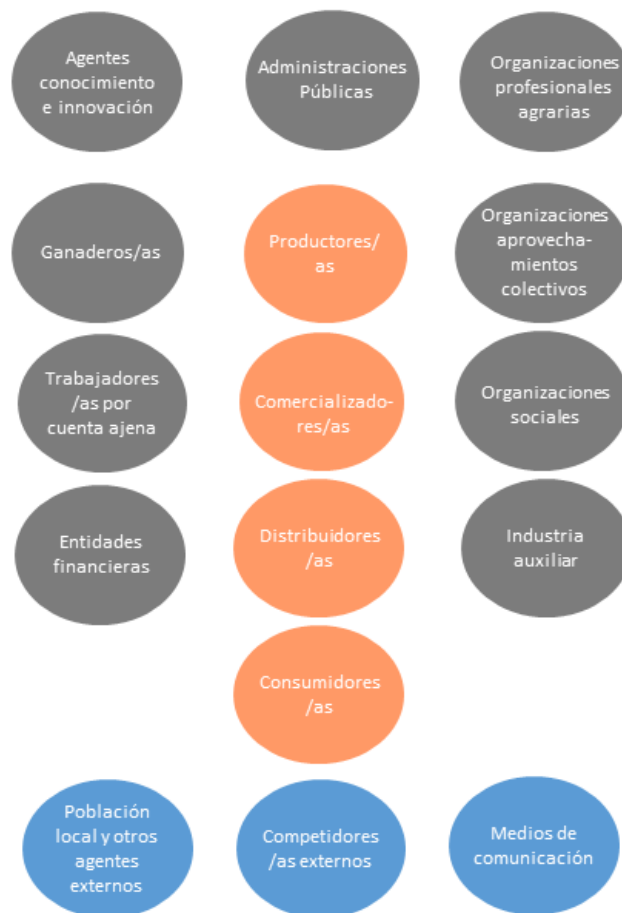 Agentes
conocimiento
e innovación
Administraciones
Públicas
Organizaciones
profesionales
agrarias
Ganaderos/as
Productores/
as
Organizaciones
aprovecha-
mientos
colectivos
Trabajadores
/as por
cuenta ajena
Comercializado-
res/as
Organizaciones
sociales
Entidades
financieras
Distribuidores
/as
Industria
auxiliar
Consumidores
/as
Población
local y otros
agentes
externos
Competidores
/as externos
Medios de
comunicación